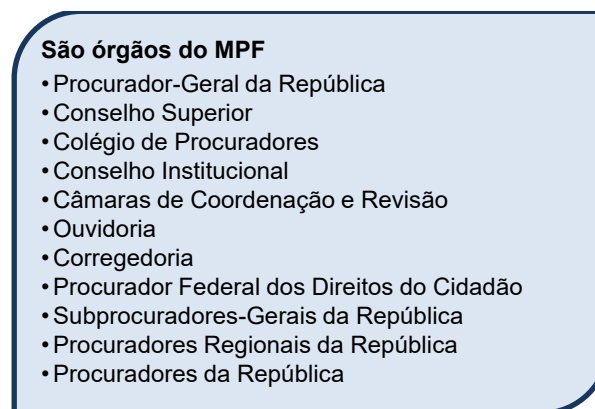 São órgãos do MPF
•Procurador-Geral da República
•Conselho Superior
•Colégio de Procuradores
•Conselho Institucional
•Câmaras de Coordenação e Revisão
•Ouvidoria
•Corregedoria
•Procurador Federal dos Direitos do Cidadão
•Subprocuradores-Gerais da República
•Procuradores Regionais da República
•Procuradores da República